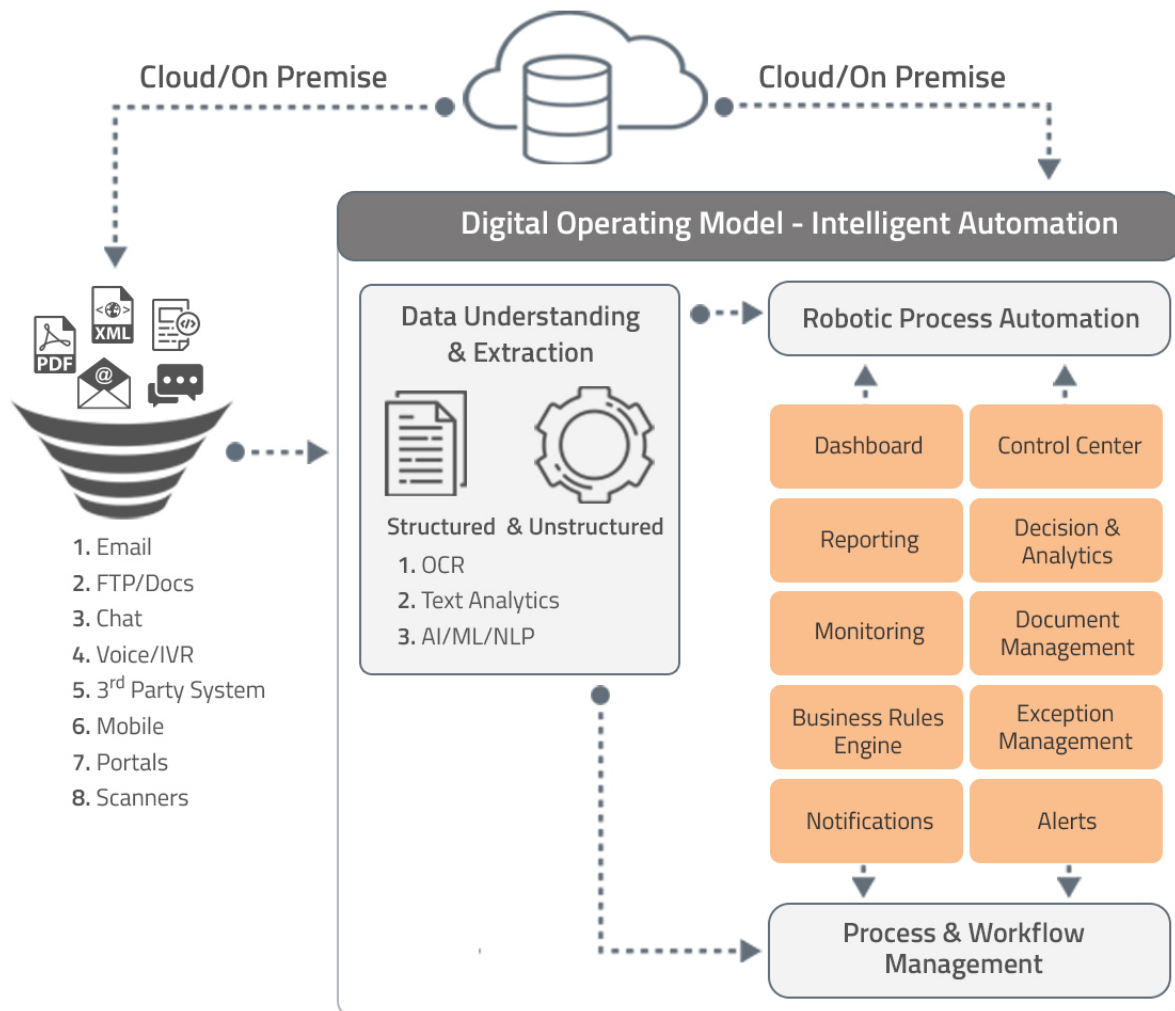 Cloud/On Premise
Cloud/On Premise
Digital Operating Model - Intelligent Automation
XML
PDF
@
Data Understanding
& Extraction
Structured & Unstructured
1. OCR
2. Text Analytics
3. AI/ML/NLP
1. Email
2. FTP/Docs
3. Chat
4. Voice/IVR
5. 3rd Party System
6. Mobile
7. Portals
8. Scanners
Robotic Process Automation
Dashboard
Control Center
Reporting
Decision &
Analytics
Monitoring
Document
Management
Business Rules
Engine
Exception
Management
Notifications
Alerts
Process & Workflow
Management